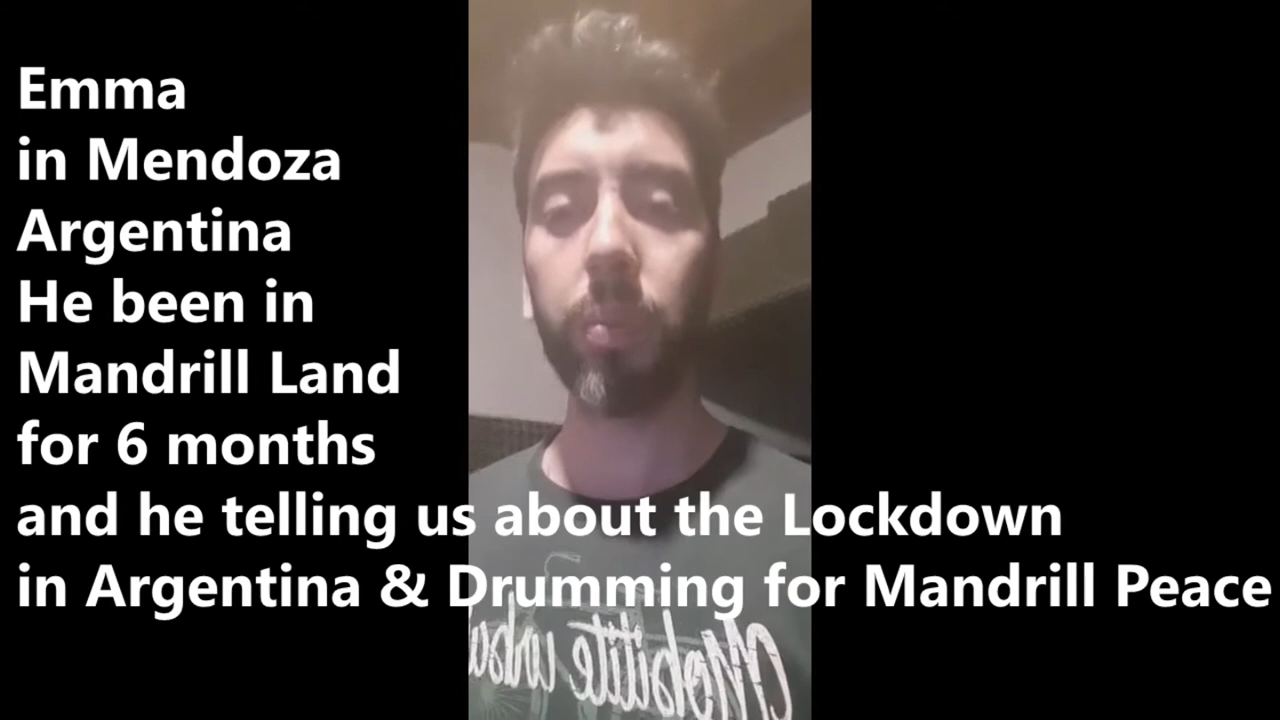 Emma
in Mendoza
Argentina
He been in
Mandrill Land
for 6 months
and he telling us about the Lockdown
in Argentina & Drumming for Mandrill Peace
Mobilité